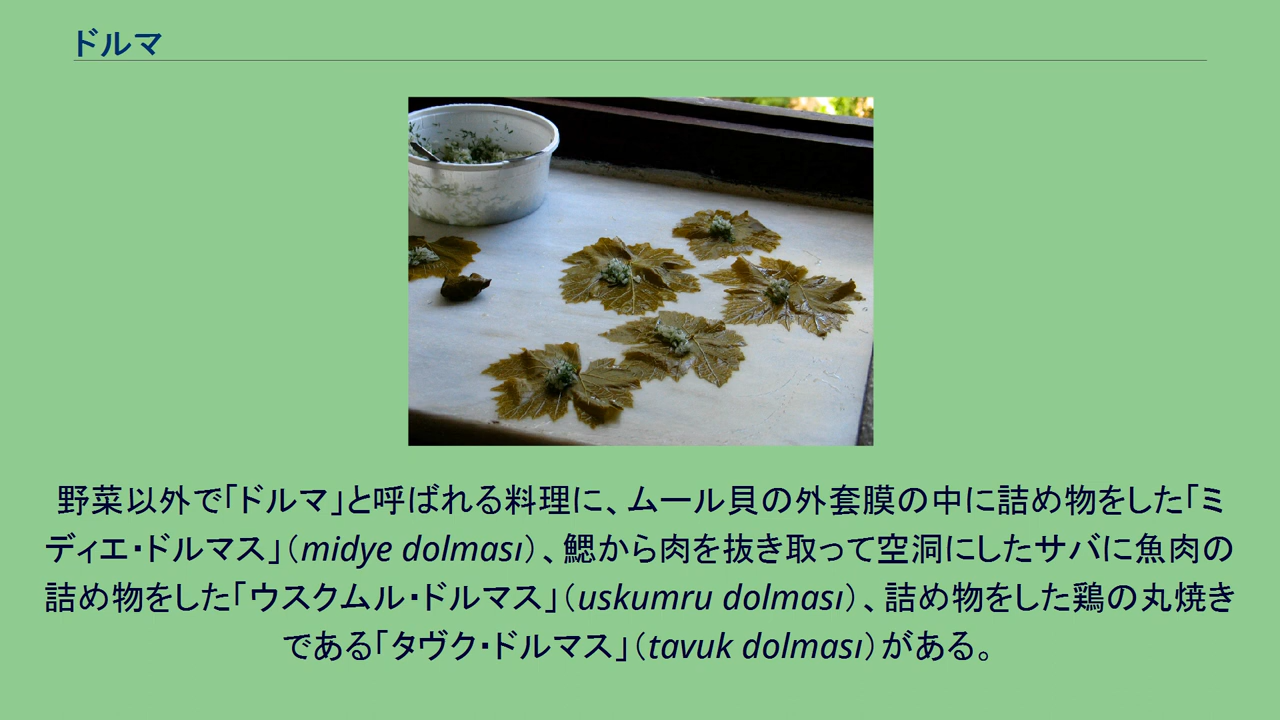 ドルマ
野菜以外で「ドルマ」と呼ばれる料理に、ムール貝の外套膜の中に詰め物をした「ミ
ディエ・ドルマス」（midye dolması）、鰓から肉を抜き取って空洞にしたサバに魚肉の
詰め物をした「ウスクムル・ドルマス」（uskumru dolması）、詰め物をした鶏の丸焼き
である「タヴク・ドルマス」（tavuk dolması）がある。